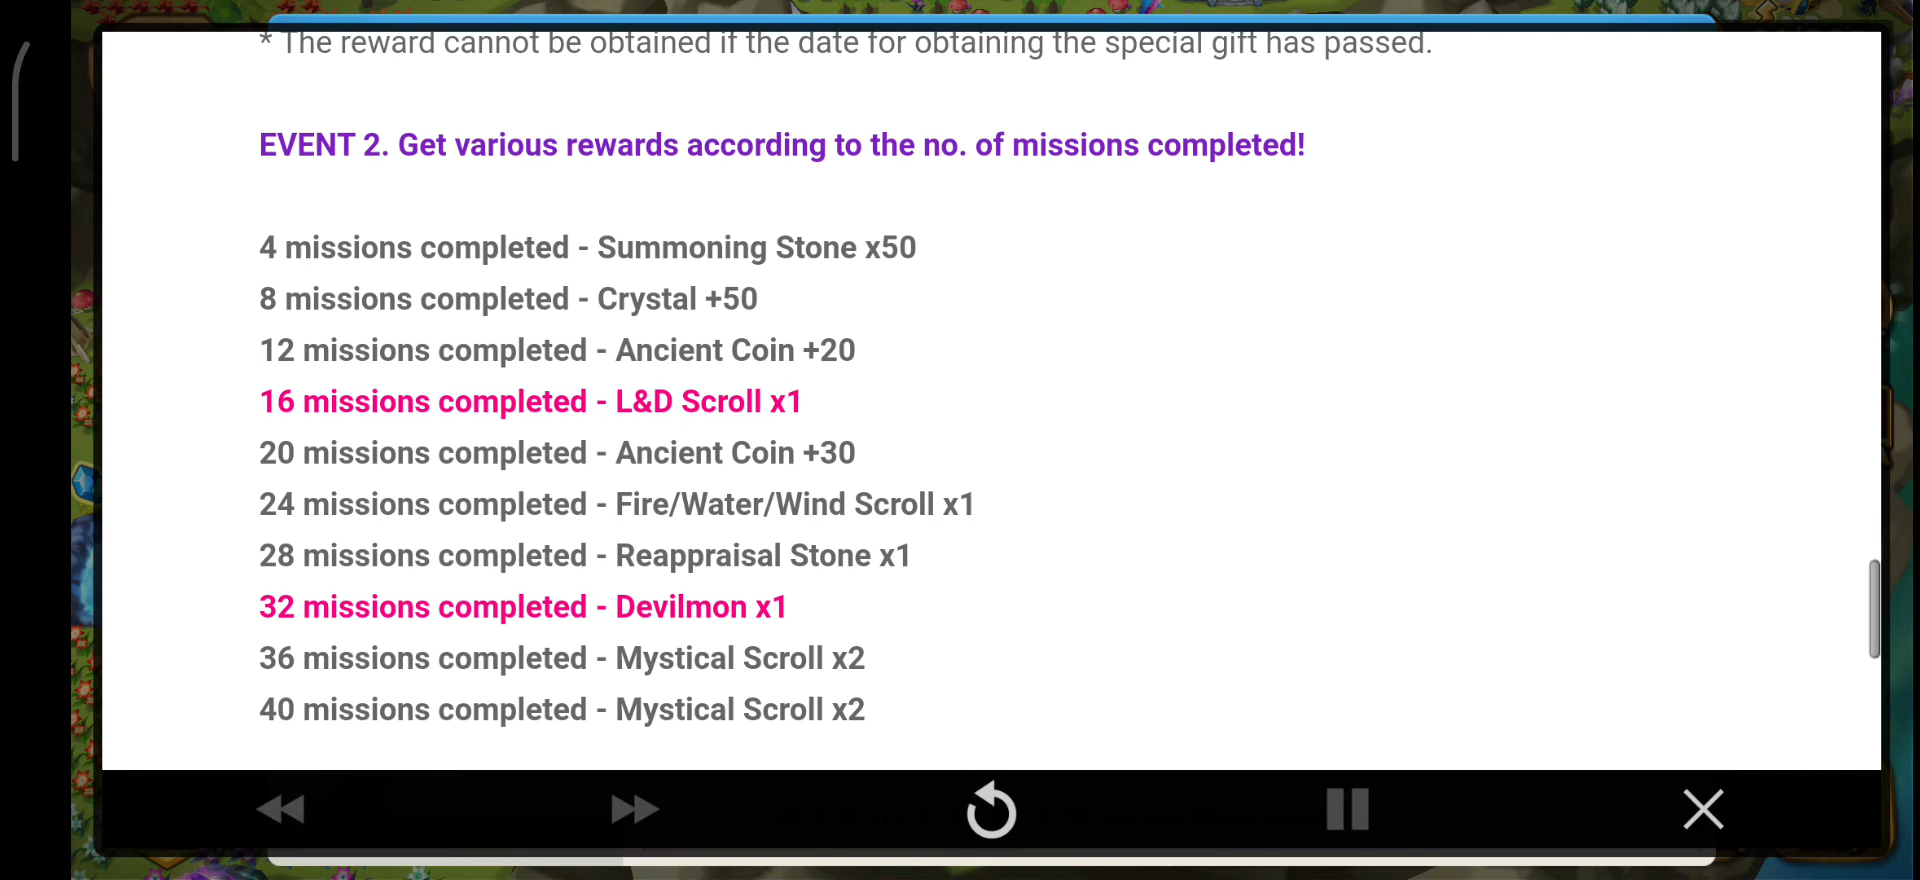 * The reward cannot be obtained if the date for obtaining the special gift has passed.
EVENT 2. Get various rewards according to the no. of missions completed!
4 missions completed - Summoning Stone x50
8 missions completed - Crystal +50
12 missions completed - Ancient Coin +20
16 missions completed - L&D Scroll x1
20 missions completed - Ancient Coin +30
24 missions completed - Fire/Water/Wind Scroll x1
28 missions completed - Reappraisal Stone x1
32 missions completed - Devilmon x1
36 missions completed - Mystical Scroll x2
40 missions completed - Mystical Scroll x2